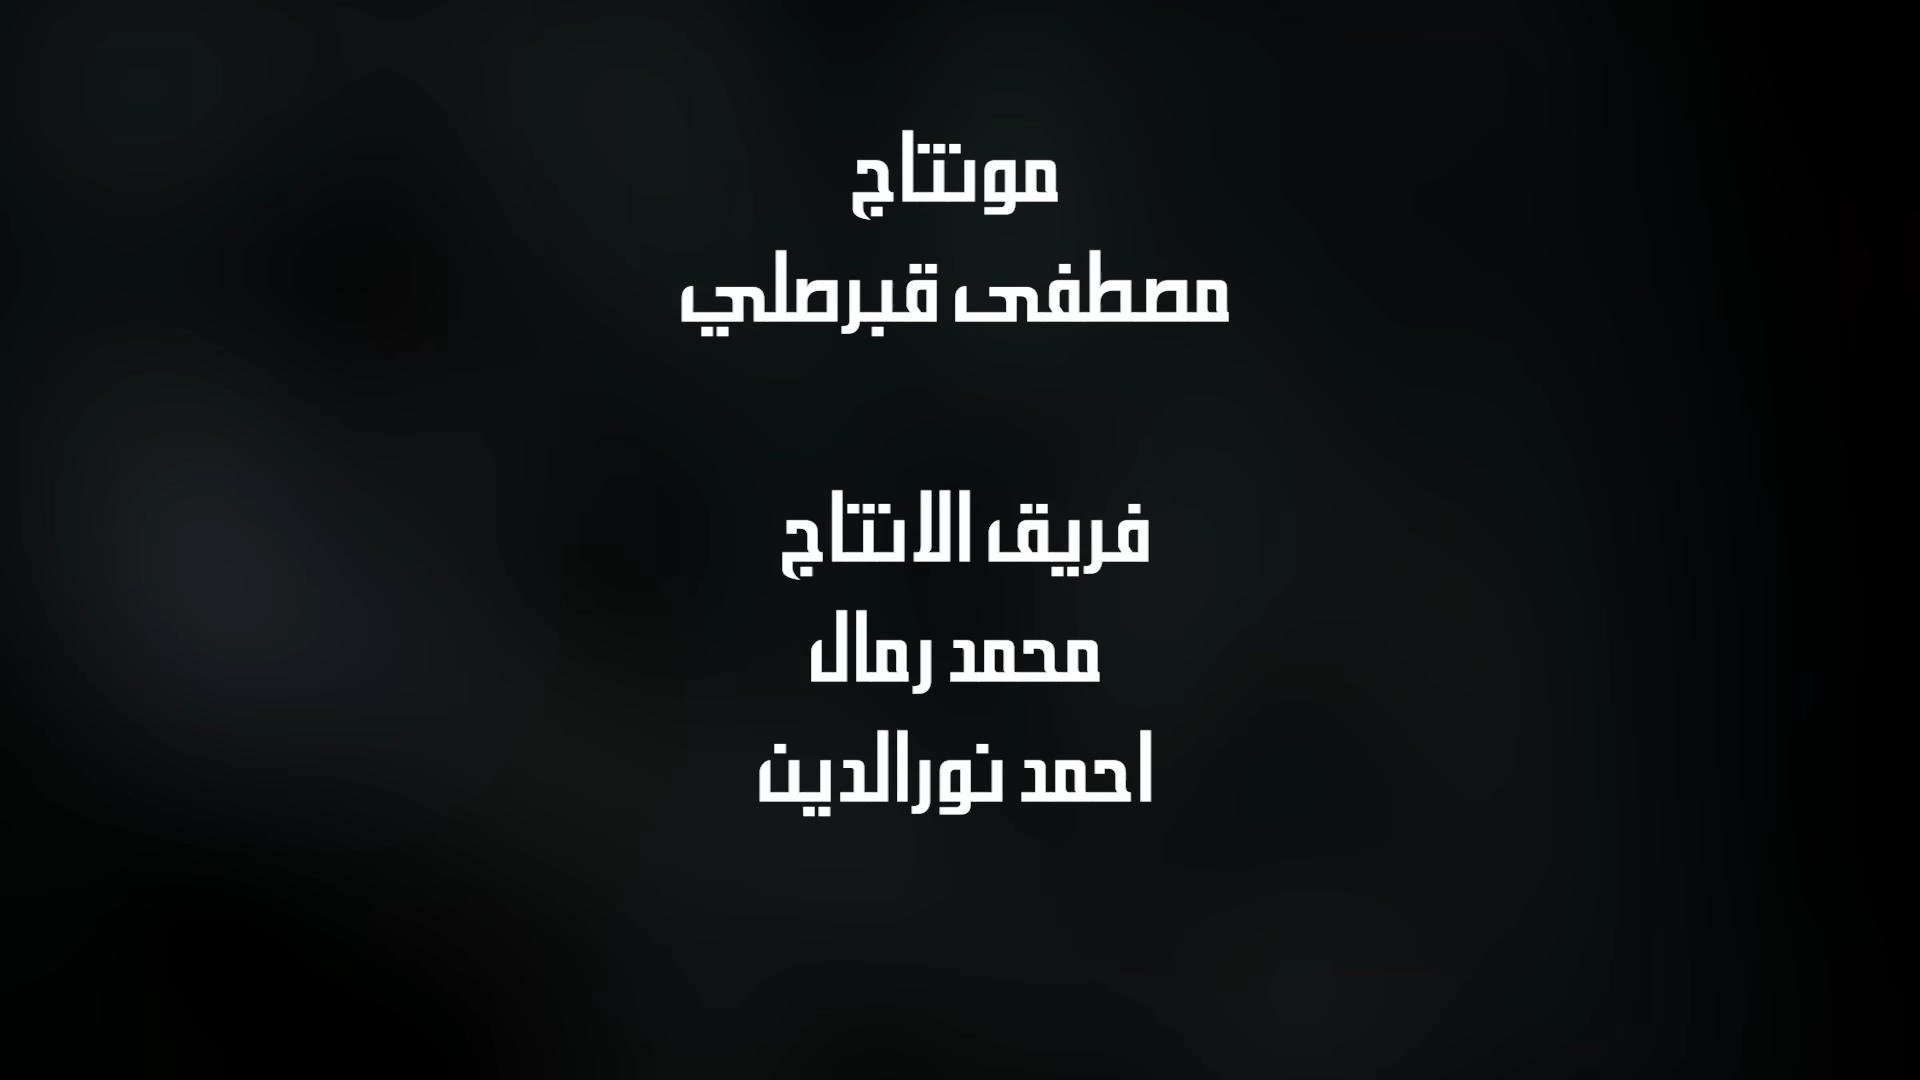 مونتاج
مصطفى قبرصلي
فريق الانتاج
محمد رمال
احمد نورالدين